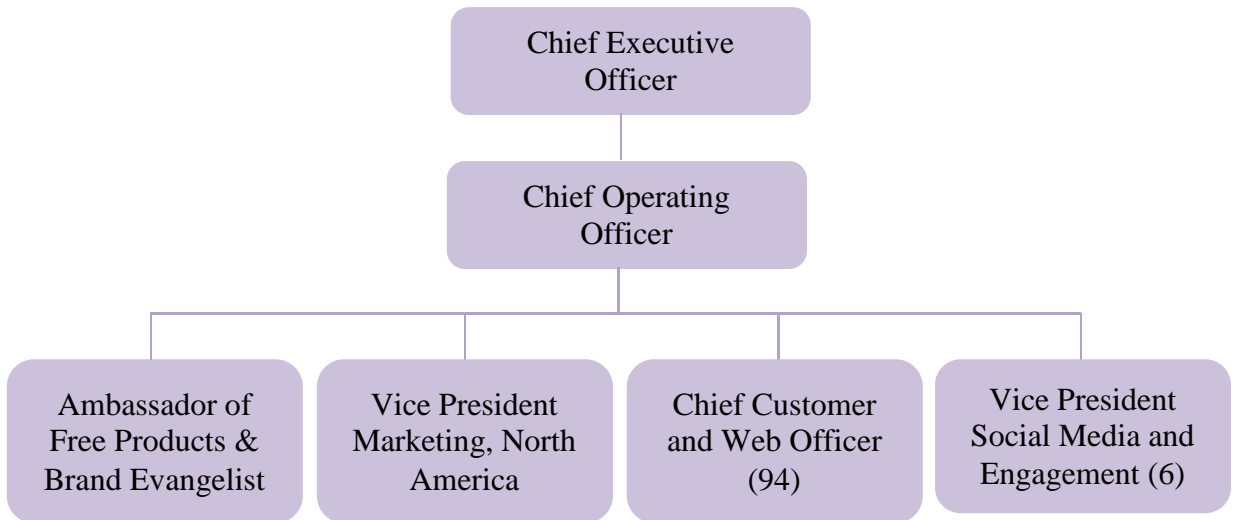 Chief Executive
Officer
Chief Operating
Officer
Ambassador of
Free Products &
Brand Evangelist
Vice President
Marketing, North
America
Chief Customer
and Web Officer
(94)
Vice President
Social Media and
Engagement (6)